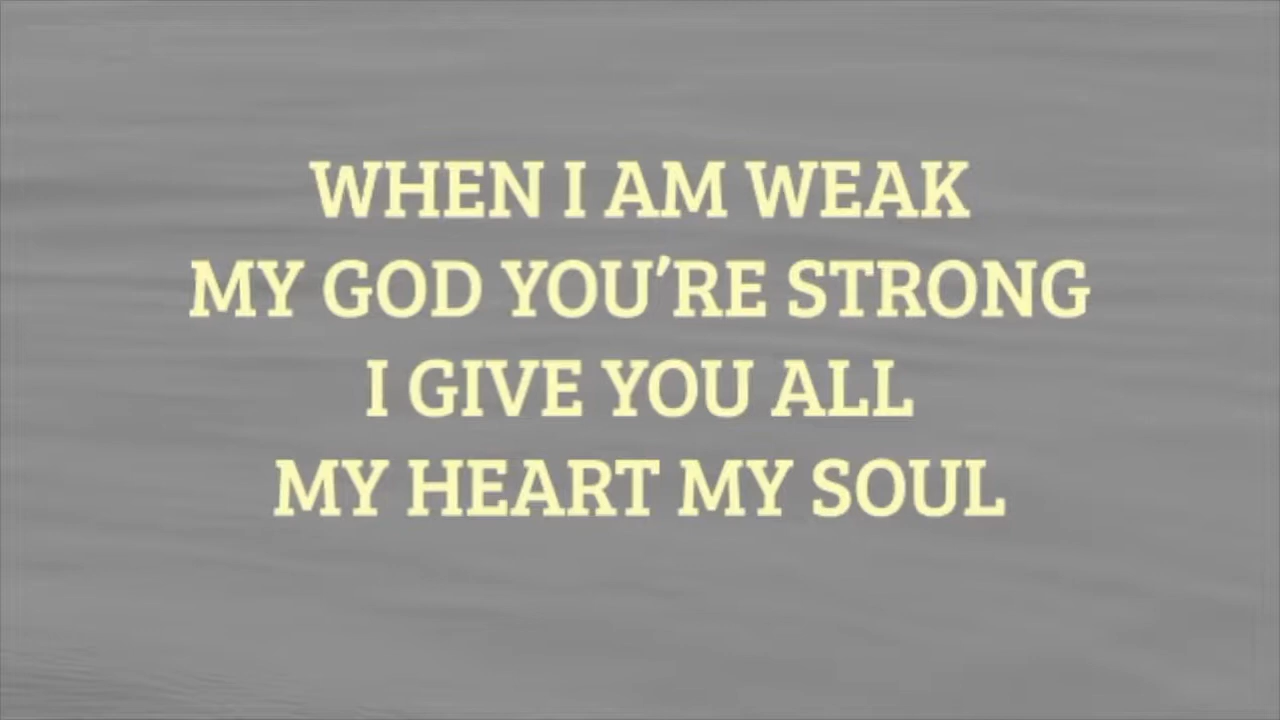 WHEN I AM WEAK
MY GOD YOU’RE STRONG
I GIVE YOU ALL
MY HEART MY SOUL